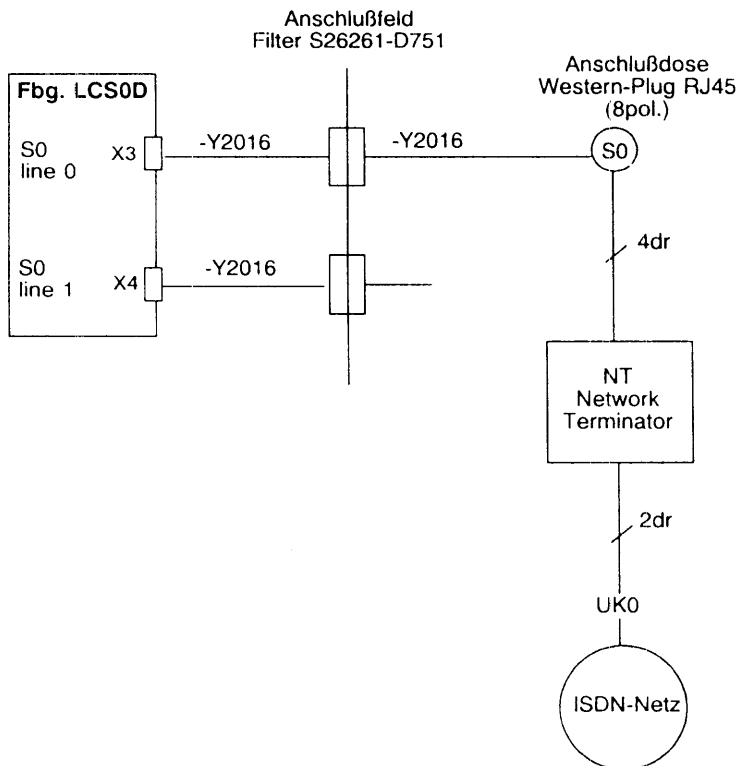 Anschlußfeld
Filter S26261-D751
Anschlußdose
Western-Plug RJ45
(8pol.)
Fbg. LCS0D
S0
line 0
X3
-Y2016
-Y2016
S0
4dr
S0
line 1
X4
-Y2016
NT
Network
Terminator
2dr
UK0
ISDN-Netz